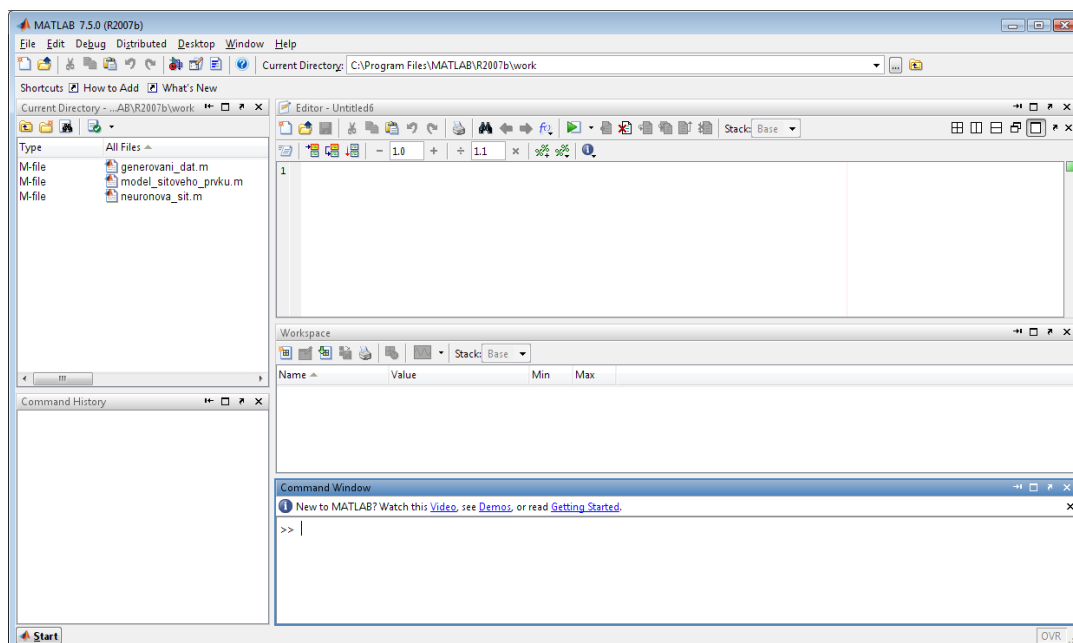 MATLAB 7.5.0 (R2007b)
File Edit Debug Distributed Desktop Window Help
Current Directory: C:\Program Files\MATLAB\R2007b\work
Shortcuts How to Add What's New
Current Directory - ...AB\R2007b\work
Type All Files
M-file generovani_dat.m
M-file model_sitoveho_prvku.m
M-file neuronova_sit.m
Command History
Editor - Untitled6
Stack: Base
− 1.0 + ÷ 1.1 ×
1
Workspace
Stack: Base
Name Value Min Max
Command Window
New to MATLAB? Watch this Video, see Demos, or read Getting Started.
>>
Start
OVR